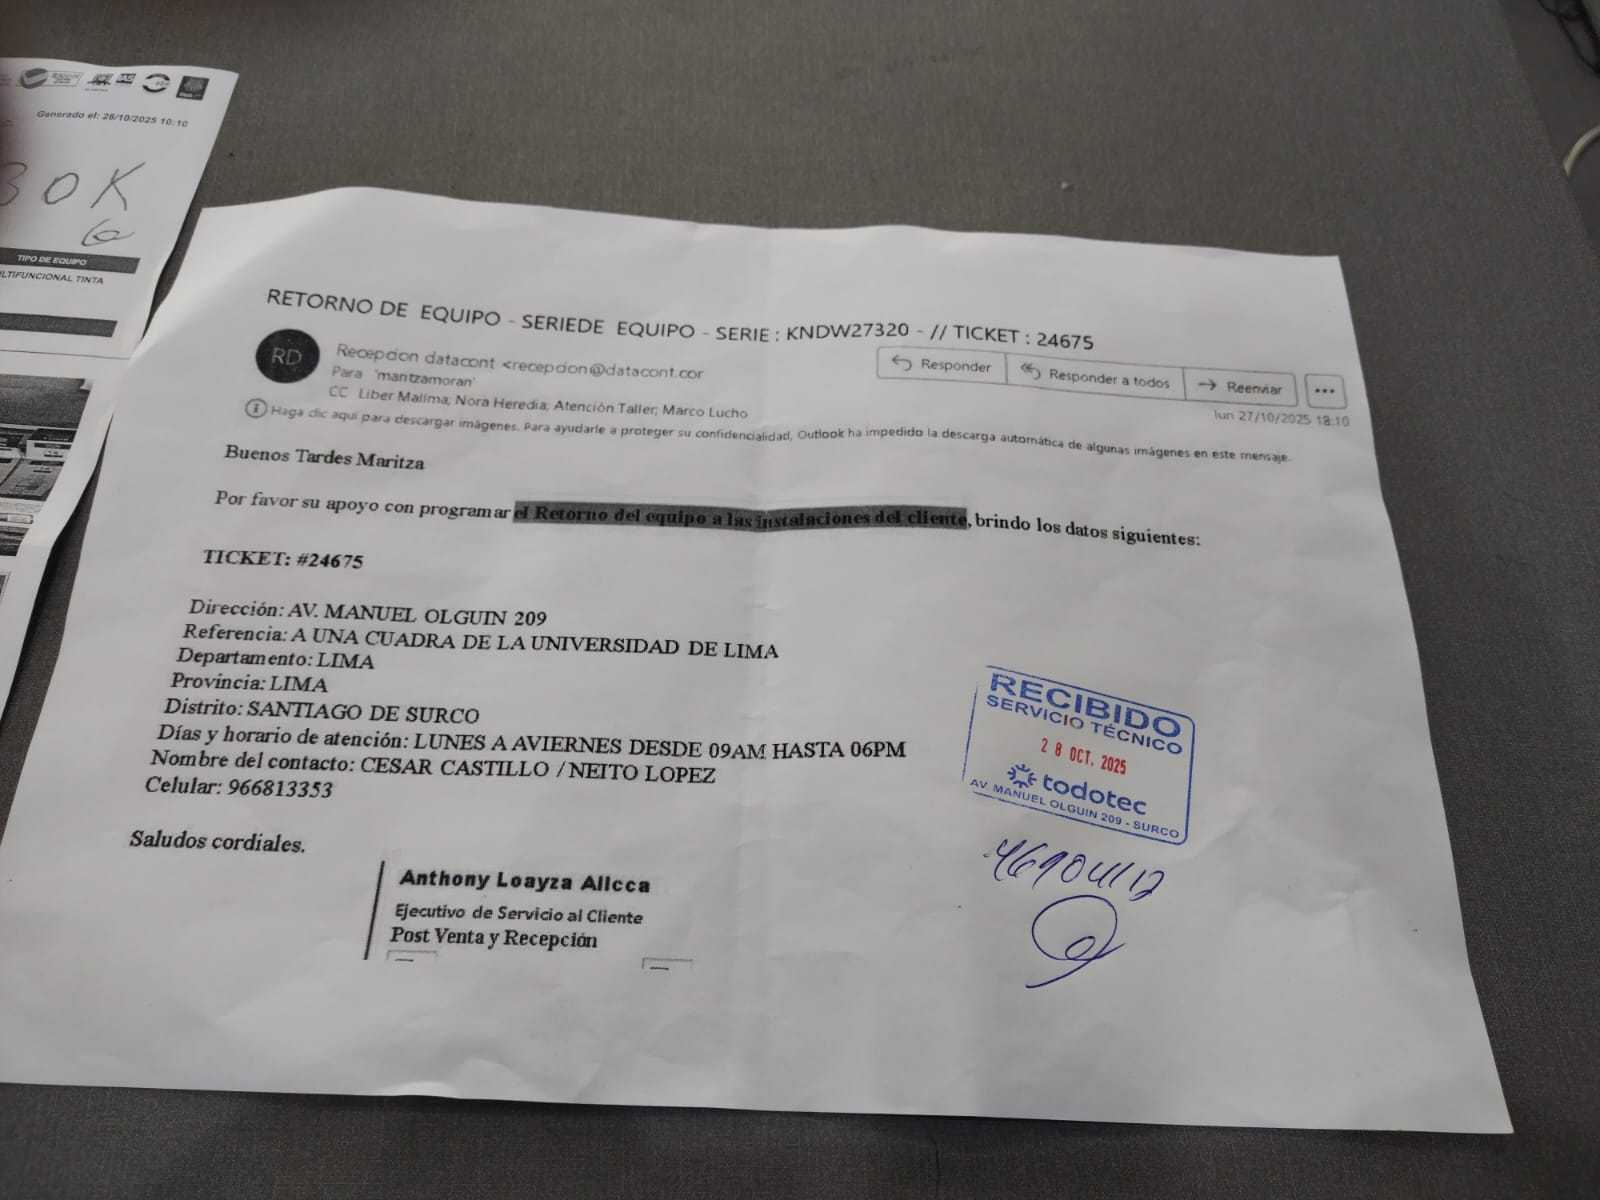 Generado el: 28/10/2025 10:10
OK
TIPO DE EQUIPO
LTIFUNCIONAL TINTA
RETORNO DE EQUIPO - SERIEDE EQUIPO - SERIE : KNDW27320 - // TICKET : 24675
RD
Recepcion datacont <recepcion@datacont.cor
Para 'maritzamoran'
CC Liber Malima; Nora Heredia; Atención Taller; Marco Lucho
Responder
Responder a todos
Reenviar
lun 27/10/2025 18:10
Haga clic aquí para descargar imágenes. Para ayudarle a proteger su confidencialidad, Outlook ha impedido la descarga automática de algunas imágenes en este mensaje.
Buenos Tardes Maritza
Por favor su apoyo con programar el Retorno del equipo a las instalaciones del cliente, brindo los datos siguientes:
TICKET: #24675
Dirección: AV. MANUEL OLGUIN 209
Referencia: A UNA CUADRA DE LA UNIVERSIDAD DE LIMA
Departamento: LIMA
Provincia: LIMA
Distrito: SANTIAGO DE SURCO
Días y horario de atención: LUNES A AVIERNES DESDE 09AM HASTA 06PM
Nombre del contacto: CESAR CASTILLO / NEITO LOPEZ
Celular: 966813353
Saludos cordiales.
Anthony Loayza Allcca
Ejecutivo de Servicio al Cliente
Post Venta y Recepción
RECIBIDO
SERVICIO TÉCNICO
28 OCT. 2025
todotec
AV. MANUEL OLGUIN 209 - SURCO